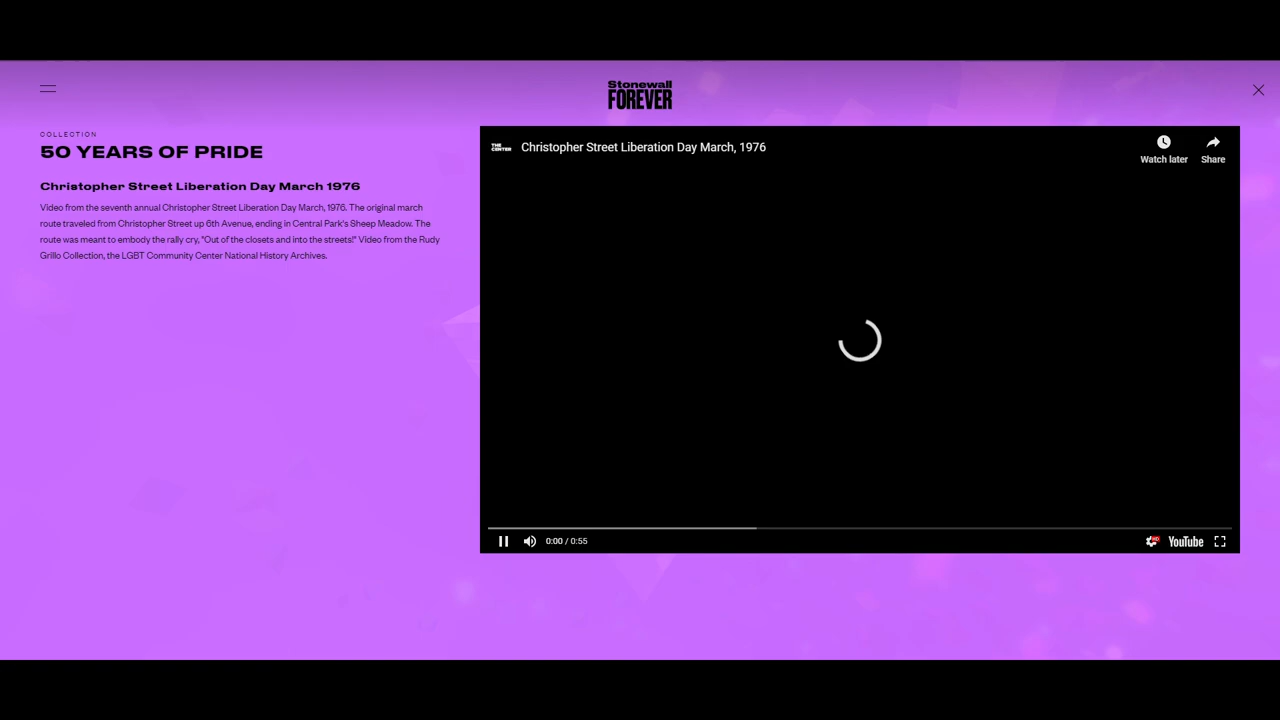 Stonewall
FOREVER
COLLECTION
50 YEARS OF PRIDE
Christopher Street Liberation Day March 1976
Video from the seventh annual Christopher Street Liberation Day March, 1976. The original march
route traveled from Christopher Street up 6th Avenue, ending in Central Park's Sheep Meadow. The
route was meant to embody the rally cry, "Out of the closets and into the streets!" Video from the Rudy
Grillo Collection, the LGBT Community Center National History Archives.
THE
CENTER
Christopher Street Liberation Day March, 1976
Watch later
Share
0:00 / 0:55
HD
YouTube